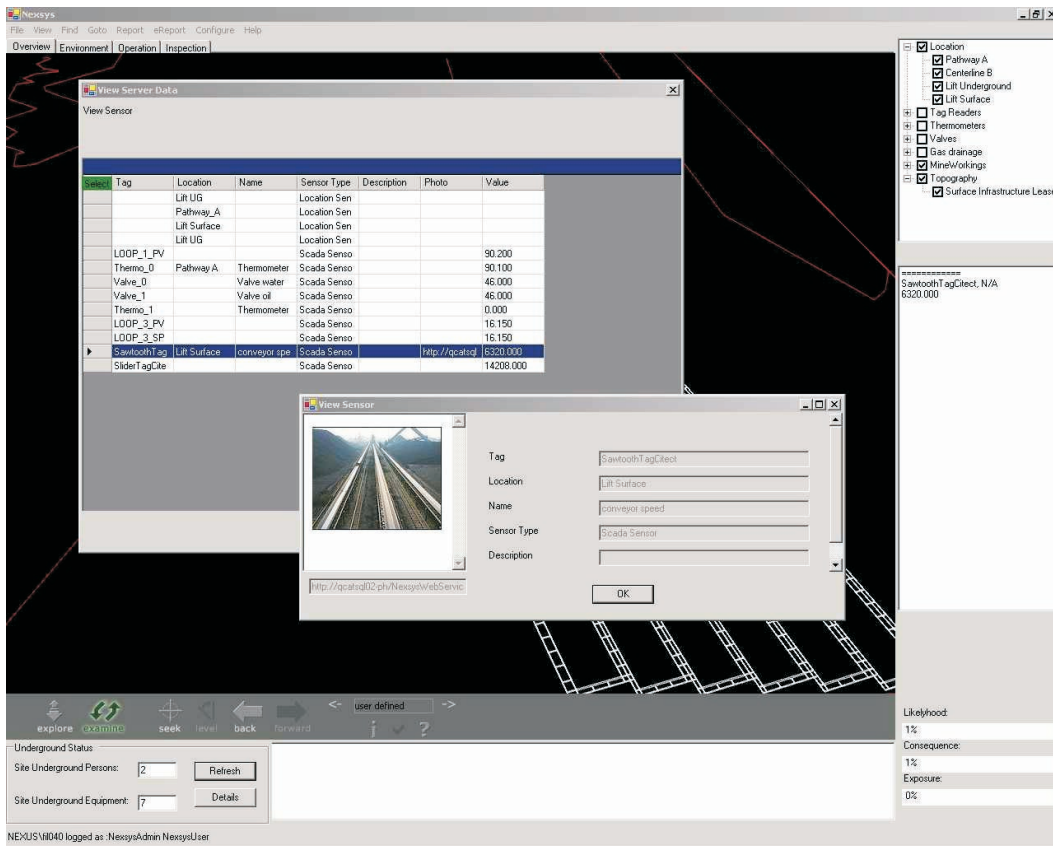 Nexsys
File View Find Goto Report eReport Configure Help
Overview Environment Operation Inspection
View Server Data
View Sensor
Select Tag Location Name Sensor Type Description Photo Value
Lift UG Location Sen
Pathway_A Location Sen
Lift Surface Location Sen
Lift UG Location Sen
LOOP_1_PV Scada Senso 90.200
Thermo_0 Pathway A Thermometer Scada Senso 90.100
Valve_0 Valve water Scada Senso 46.000
Valve_1 Valve oil Scada Senso 46.000
Thermo_1 Thermometer Scada Senso 0.000
LOOP_3_PV Scada Senso 16.150
LOOP_3_SP Scada Senso 16.150
SawtoothTag Lift Surface conveyor spe Scada Senso http://qcatsql 6320.000
SliderTagCite Scada Senso 14208.000
View Sensor
Tag SawtoothTagCitect
Location Lift Surface
Name conveyor speed
Sensor Type Scada Sensor
Description
http://qcatsql02-ph/NexsysWebServic
OK
Location
Pathway A
Centerline B
Lift Underground
Lift Surface
Tag Readers
Thermometers
Valves
Gas drainage
MineWorkings
Topography
Surface Infrastructure Lease
============
SawtoothTagCitect, N/A
6320.000
explore examine seek level back forward <- user defined -> i ?
Likelyhood:
1%
Consequence:
1%
Exposure:
0%
Underground Status
Site Underground Persons: 2 Refresh
Site Underground Equipment: 7 Details
NEXUS\fil040 logged as :NexsysAdmin NexsysUser